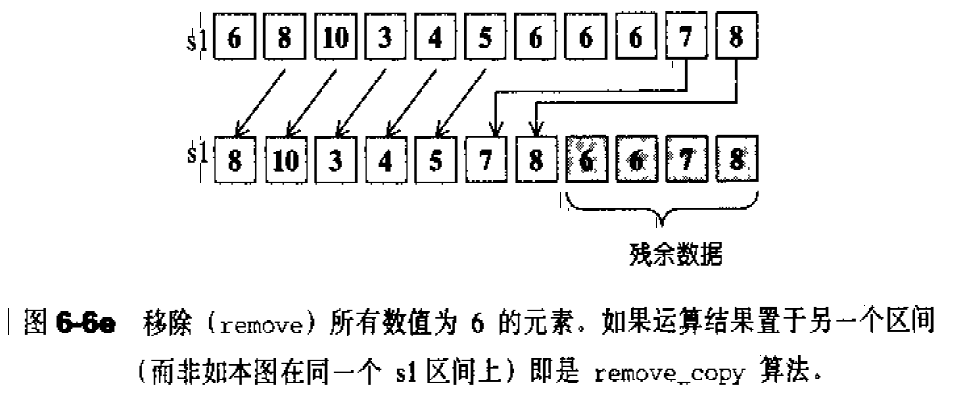 s1 6 8 10 3 4 5 6 6 6 7 8
s1 8 10 3 4 5 7 8 6 6 7 8
残余数据
图 6-6e 移除（remove）所有数值为 6 的元素。如果运算结果置于另一个区间
（而非如本图在同一个 s1 区间上）即是 remove_copy 算法。